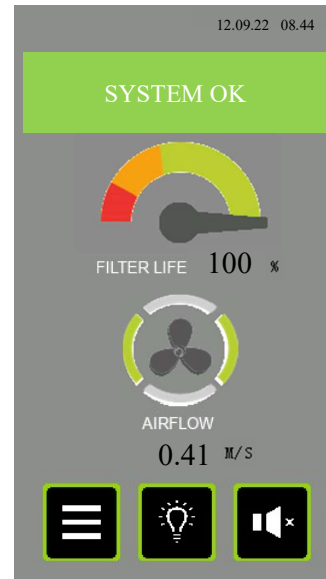 12.09.22 08.44
SYSTEM OK
FILTER LIFE 100 %
AIRFLOW
0.41 M/S